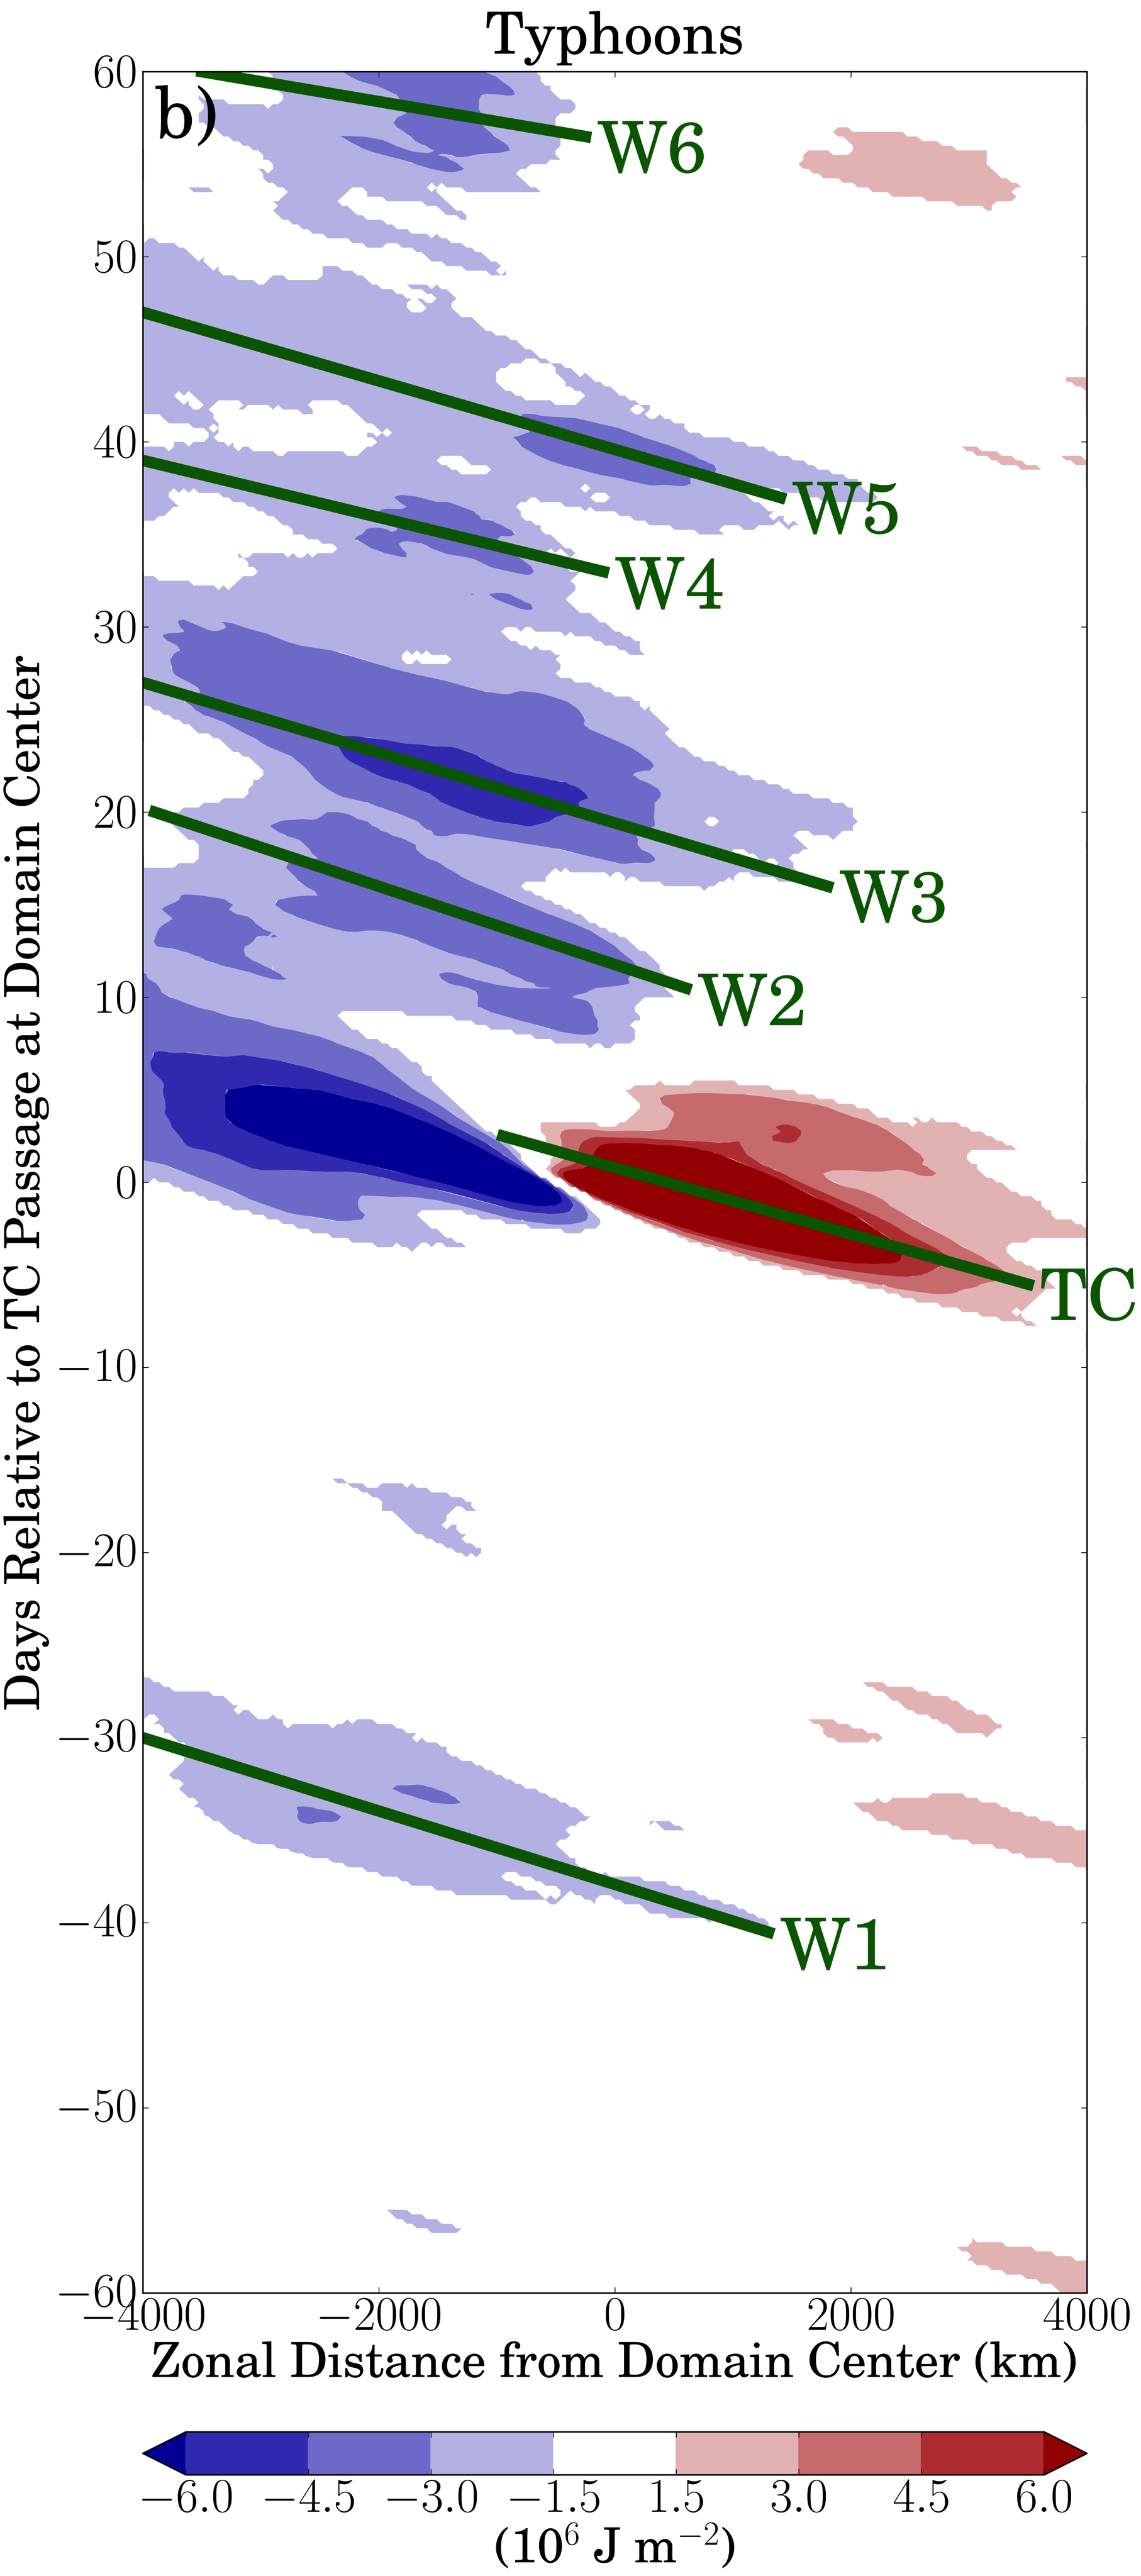 Typhoons
b)
60
50
40
30
20
10
0
−10
−20
−30
−40
−50
−60
W6
W5
W4
W3
W2
TC
W1
Days Relative to TC Passage at Domain Center
−4000 −2000 0 2000 4000
Zonal Distance from Domain Center (km)
−6.0 −4.5 −3.0 −1.5 1.5 3.0 4.5 6.0
(10⁶ J m⁻²)